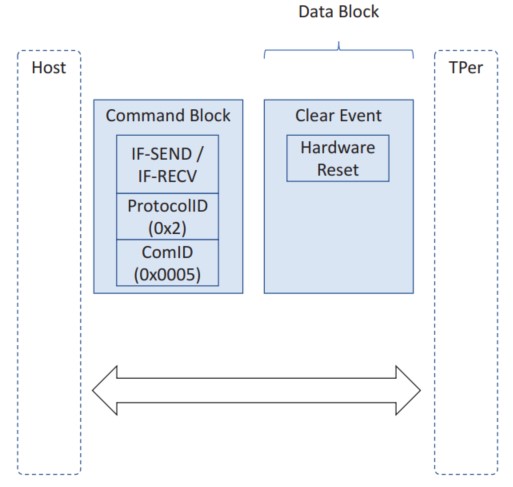 Data Block
Host
TPer
Command Block
IF-SEND /
IF-RECV
ProtocolID
(0x2)
ComID
(0x0005)
Clear Event
Hardware
Reset